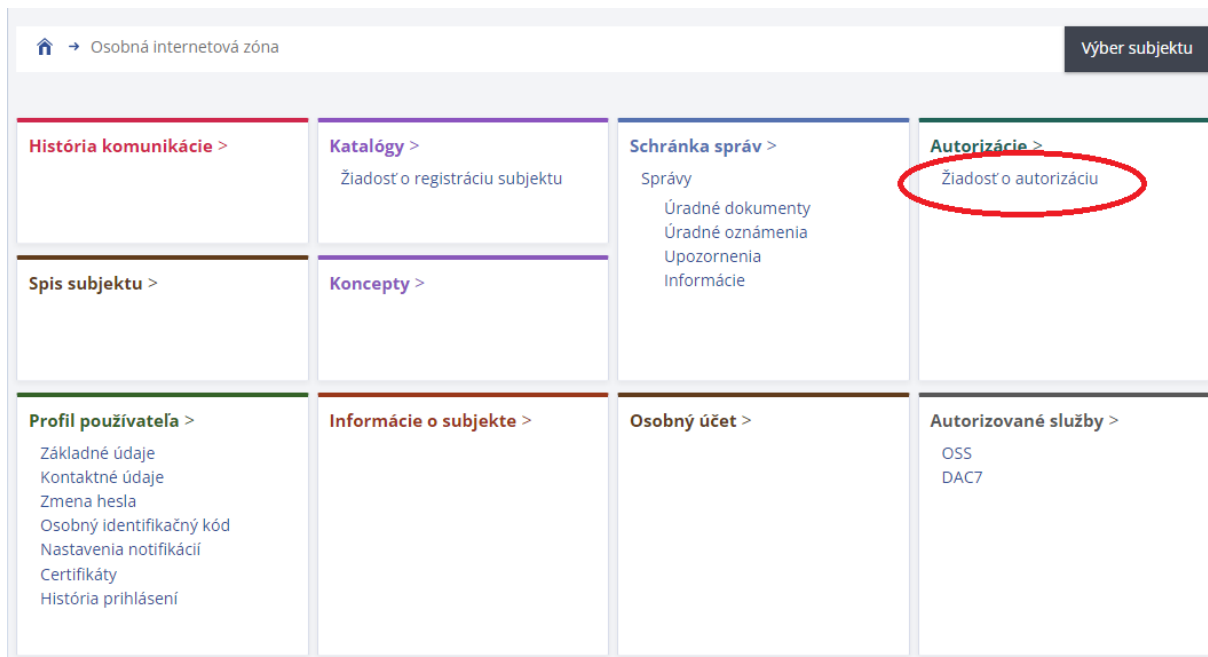 → Osobná internetová zóna
Výber subjektu
História komunikácie >
Katalógy >
Žiadosť o registráciu subjektu
Schránka správ >
Správy
Úradné dokumenty
Úradné oznámenia
Upozornenia
Informácie
Autorizácie >
Žiadosť o autorizáciu
Spis subjektu >
Koncepty >
Profil používateľa >
Základné údaje
Kontaktné údaje
Zmena hesla
Osobný identifikačný kód
Nastavenia notifikácií
Certifikáty
História prihlásení
Informácie o subjekte >
Osobný účet >
Autorizované služby >
OSS
DAC7